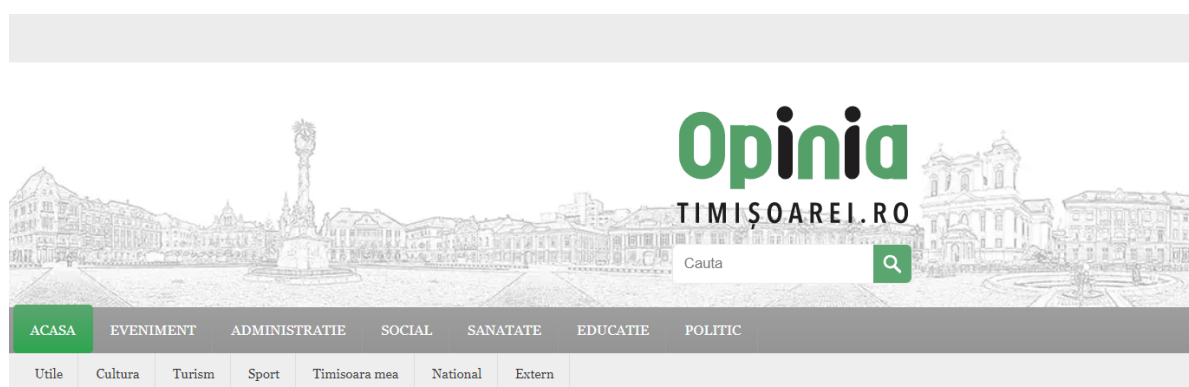 Opinia
TIMIȘOAREI.RO
Cauta
ACASA EVENIMENT ADMINISTRATIE SOCIAL SANATATE EDUCATIE POLITIC
Utile Cultura Turism Sport Timisoara mea National Extern